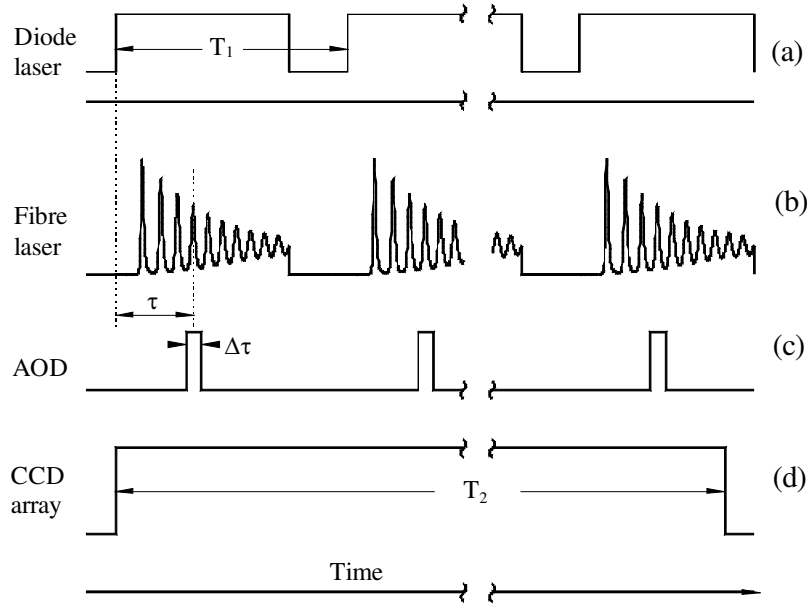 Diode
laser
T1
(a)
Fibre
laser
(b)
τ
AOD
Δτ
(c)
CCD
array
T2
(d)
Time